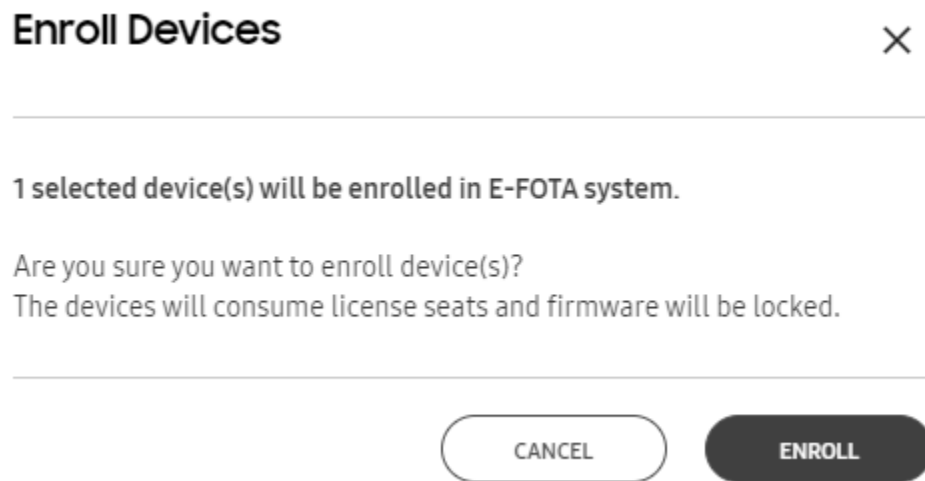 Enroll Devices
1 selected device(s) will be enrolled in E-FOTA system.
Are you sure you want to enroll device(s)?
The devices will consume license seats and firmware will be locked.
CANCEL
ENROLL